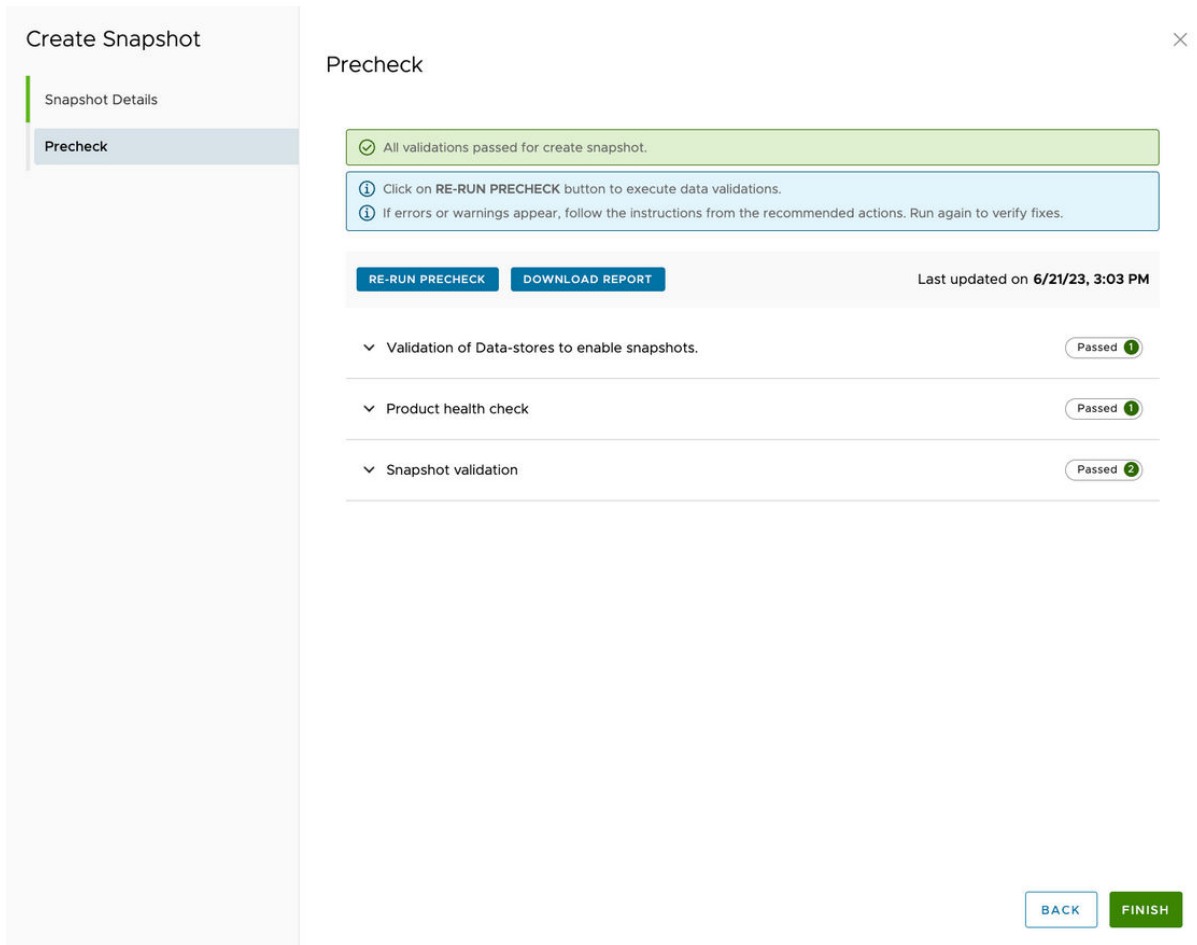 Create Snapshot
Snapshot Details
Precheck
Precheck
All validations passed for create snapshot.
Click on RE-RUN PRECHECK button to execute data validations.
If errors or warnings appear, follow the instructions from the recommended actions. Run again to verify fixes.
RE-RUN PRECHECK DOWNLOAD REPORT Last updated on 6/21/23, 3:03 PM
Validation of Data-stores to enable snapshots. Passed 1
Product health check Passed 1
Snapshot validation Passed 2
BACK FINISH